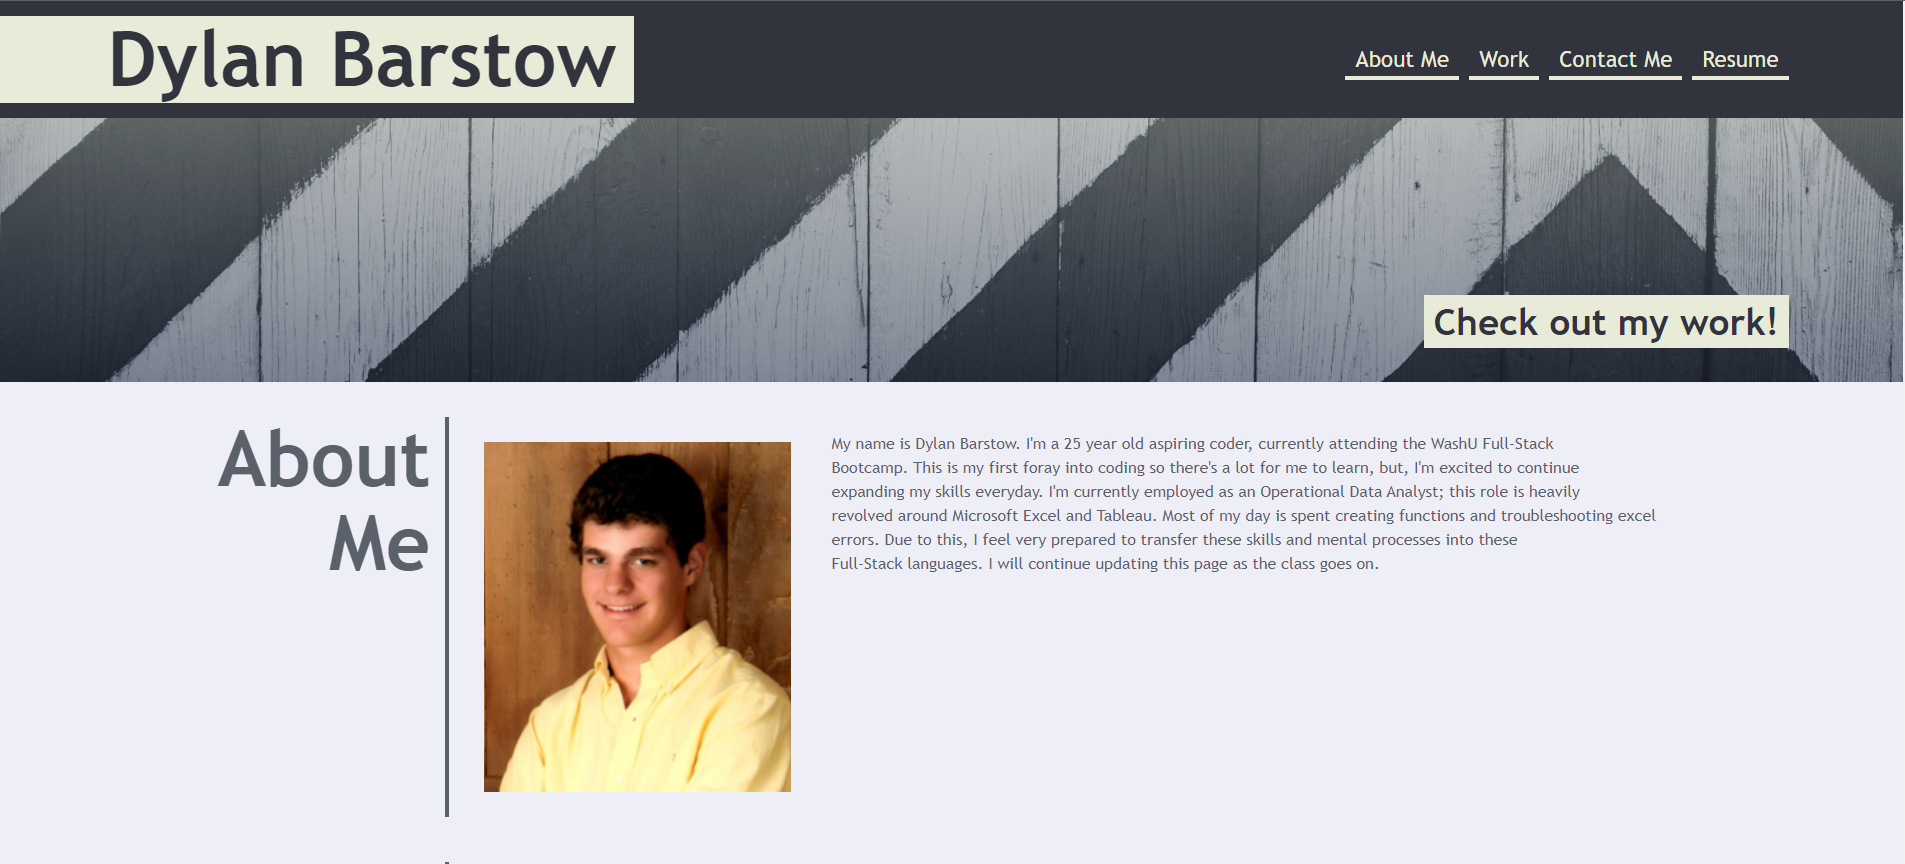 Dylan Barstow
About Me Work Contact Me Resume
Check out my work!
About
Me
My name is Dylan Barstow. I'm a 25 year old aspiring coder, currently attending the WashU Full-Stack
Bootcamp. This is my first foray into coding so there's a lot for me to learn, but, I'm excited to continue
expanding my skills everyday. I'm currently employed as an Operational Data Analyst; this role is heavily
revolved around Microsoft Excel and Tableau. Most of my day is spent creating functions and troubleshooting excel
errors. Due to this, I feel very prepared to transfer these skills and mental processes into these
Full-Stack languages. I will continue updating this page as the class goes on.